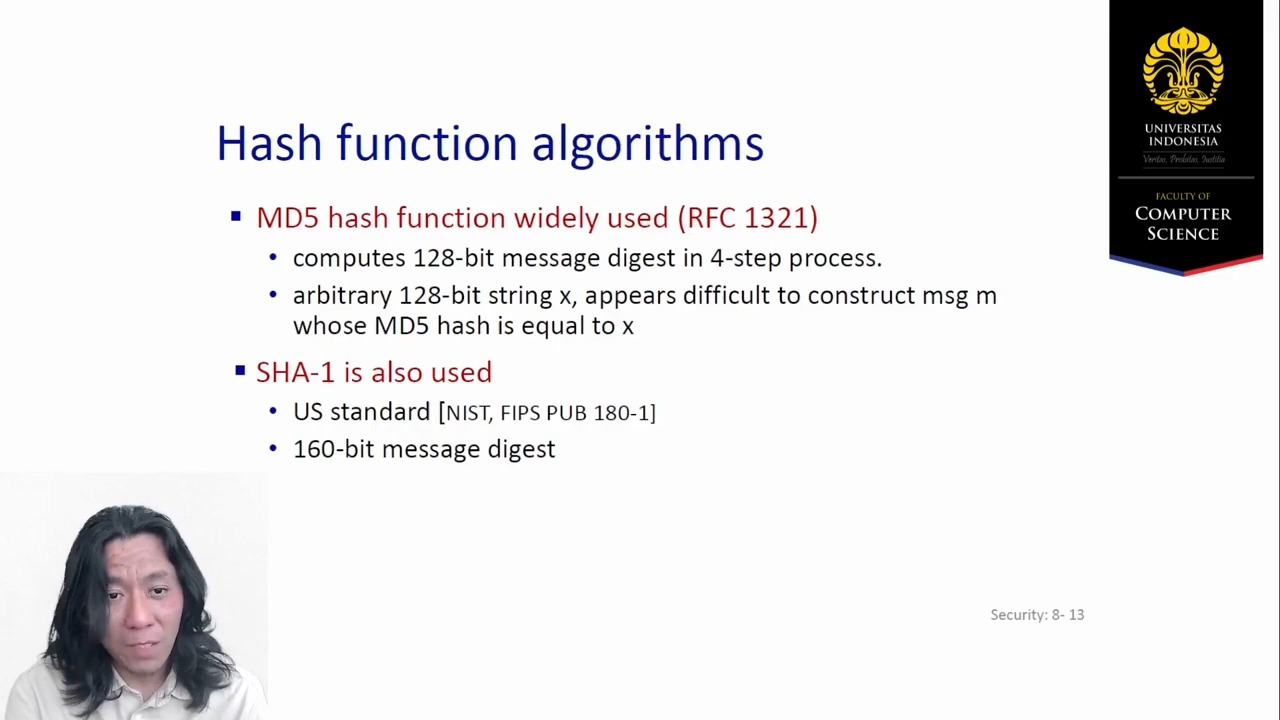 Hash function algorithms
▪ MD5 hash function widely used (RFC 1321)
• computes 128-bit message digest in 4-step process.
• arbitrary 128-bit string x, appears difficult to construct msg m
whose MD5 hash is equal to x
▪ SHA-1 is also used
• US standard [NIST, FIPS PUB 180-1]
• 160-bit message digest
Security: 8- 13
UNIVERSITAS
INDONESIA
Veritas, Probitas, Iustitia
FACULTY OF
COMPUTER
SCIENCE